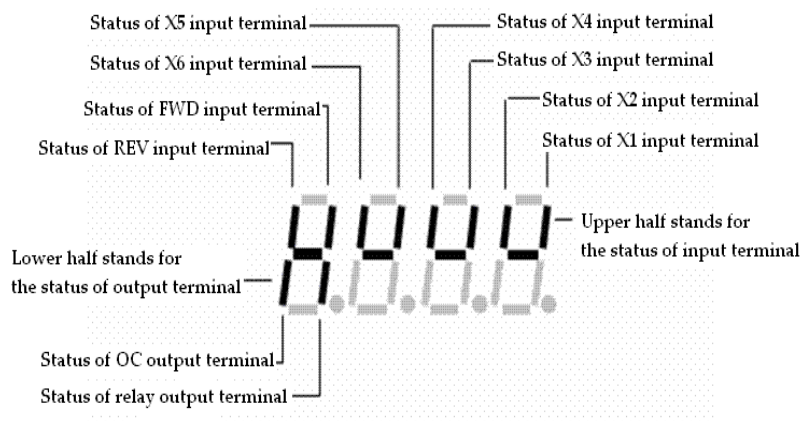 Status of X5 input terminal
Status of X4 input terminal
Status of X6 input terminal
Status of X3 input terminal
Status of FWD input terminal
Status of X2 input terminal
Status of REV input terminal
Status of X1 input terminal
Upper half stands for
the status of input terminal
Lower half stands for
the status of output terminal
Status of OC output terminal
Status of relay output terminal